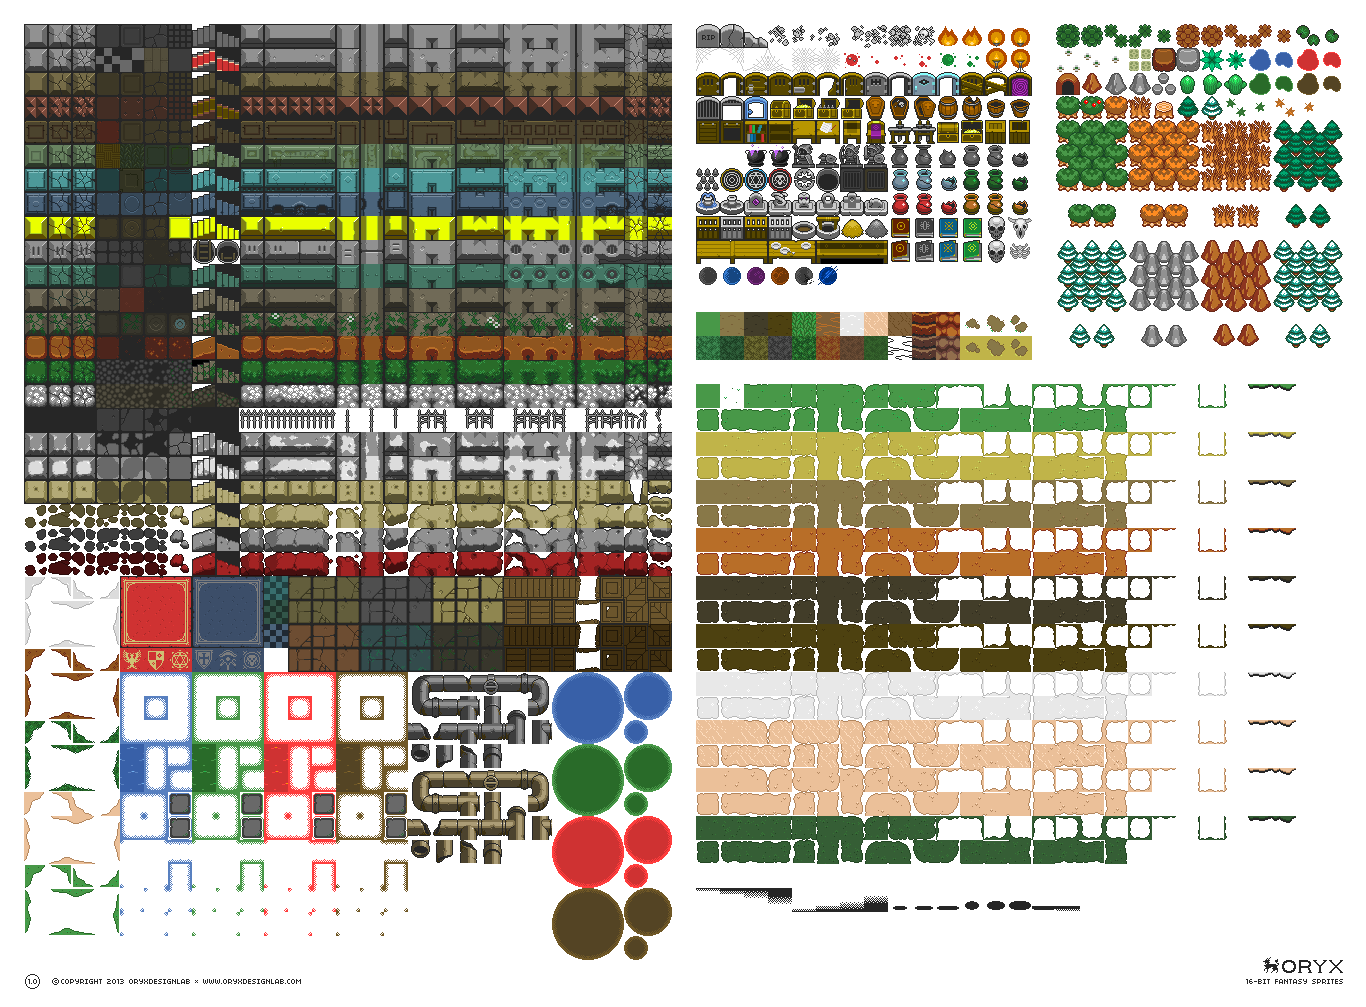 RIP
1.0 © COPYRIGHT 2013 ORYXDESIGNLAB × WWW.ORYXDESIGNLAB.COM
ORYX
16-BIT FANTASY SPRITES